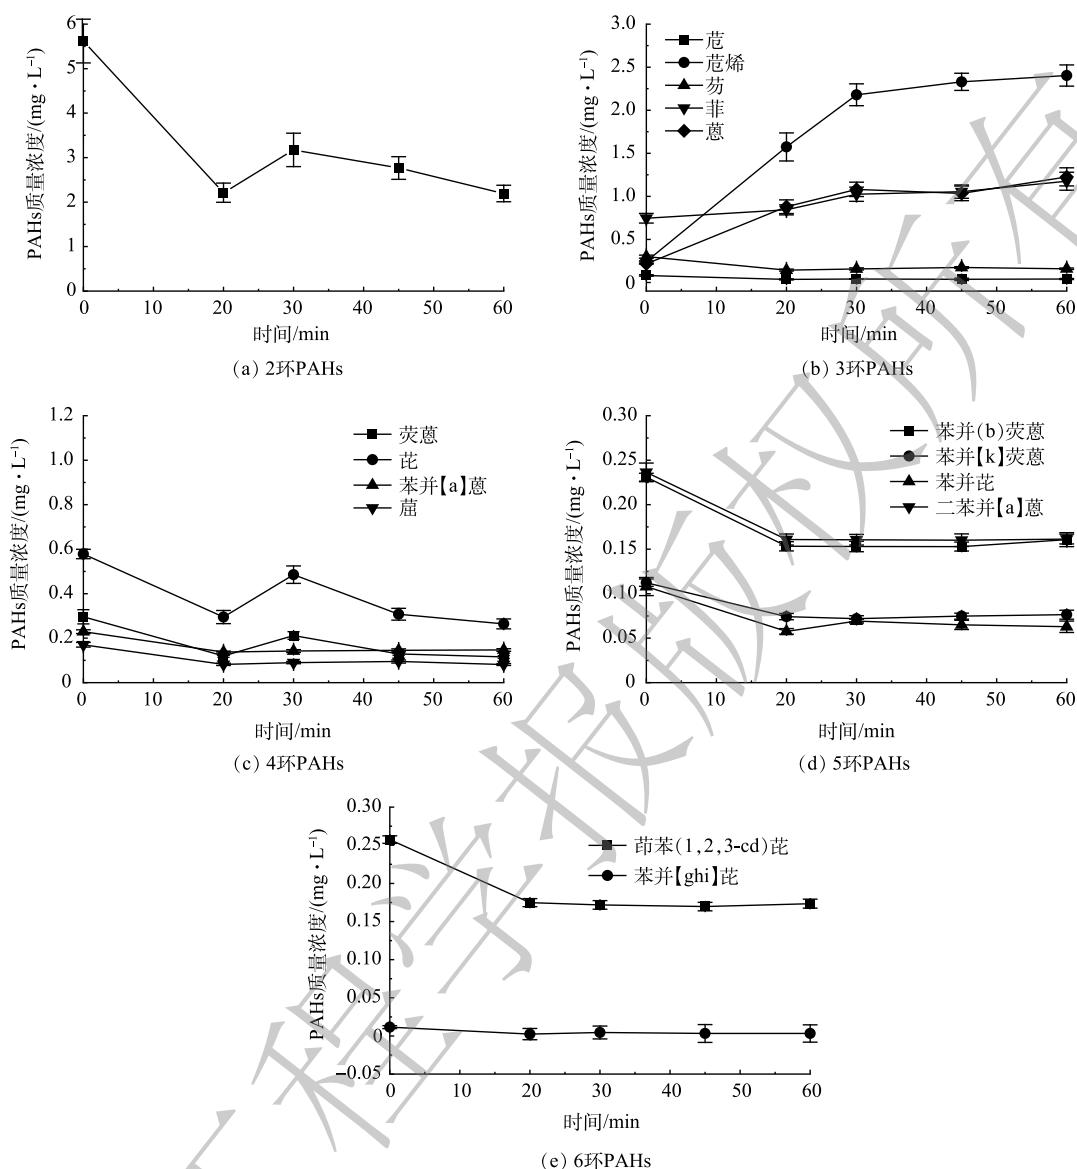 6
5
4
3
2
1
0
0 10 20 30 40 50 60
PAHs质量浓度/(mg·L⁻¹)
时间/min
(a) 2环PAHs
3.0
2.5
2.0
1.5
1.0
0.5
0
0 10 20 30 40 50 60
PAHs质量浓度/(mg·L⁻¹)
苊
苊烯
芴
菲
蒽
时间/min
(b) 3环PAHs
1.2
1.0
0.8
0.6
0.4
0.2
0
0 10 20 30 40 50 60
PAHs质量浓度/(mg·L⁻¹)
荧蒽
芘
苯并【a】蒽
䓛
时间/min
(c) 4环PAHs
0.30
0.25
0.20
0.15
0.10
0.05
0
0 10 20 30 40 50 60
PAHs质量浓度/(mg·L⁻¹)
苯并(b)荧蒽
苯并【k】荧蒽
苯并芘
二苯并【a】蒽
时间/min
(d) 5环PAHs
0.30
0.25
0.20
0.15
0.10
0.05
0
−0.05
0 10 20 30 40 50 60
PAHs质量浓度/(mg·L⁻¹)
茚苯(1,2,3-cd)芘
苯并【ghi】芘
时间/min
(e) 6环PAHs
工程学报版权所有